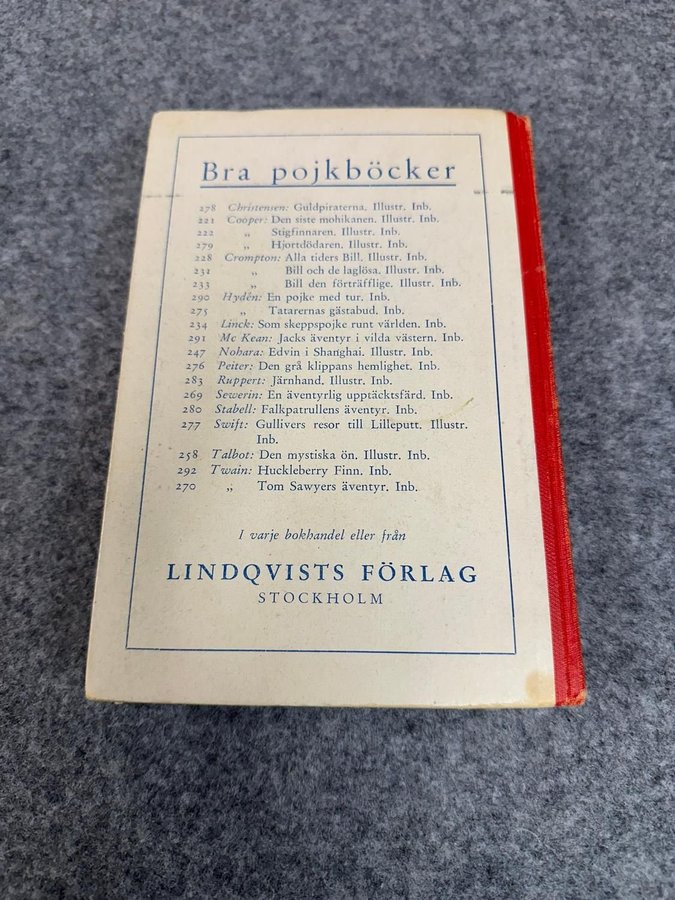 Bra pojkböcker
278 Christensen: Guldpiraterna. Illustr. Inb.
221 Cooper: Den siste mohikanen. Illustr. Inb.
222 „ Stigfinnaren. Illustr. Inb.
279 „ Hjortdödaren. Illustr. Inb.
228 Crompton: Alla tiders Bill. Illustr. Inb.
231 „ Bill och de laglösa. Illustr. Inb.
233 „ Bill den förträfflige. Illustr. Inb.
290 Hydén: En pojke med tur. Inb.
275 „ Tatarernas gästabud. Inb.
234 Linck: Som skeppspojke runt världen. Inb.
291 Mc Kean: Jacks äventyr i vilda västern. Inb.
247 Nohara: Edvin i Shanghai. Illustr. Inb.
276 Peiter: Den grå klippans hemlighet. Inb.
283 Ruppert: Järnhand. Illustr. Inb.
269 Sewerin: En äventyrlig upptäcktsfärd. Inb.
280 Stabell: Falkpatrullens äventyr. Inb.
277 Swift: Gullivers resor till Lilleputt. Illustr.
Inb.
258 Talbot: Den mystiska ön. Illustr. Inb.
292 Twain: Huckleberry Finn. Inb.
270 „ Tom Sawyers äventyr. Inb.
I varje bokhandel eller från
LINDQVISTS FÖRLAG
STOCKHOLM